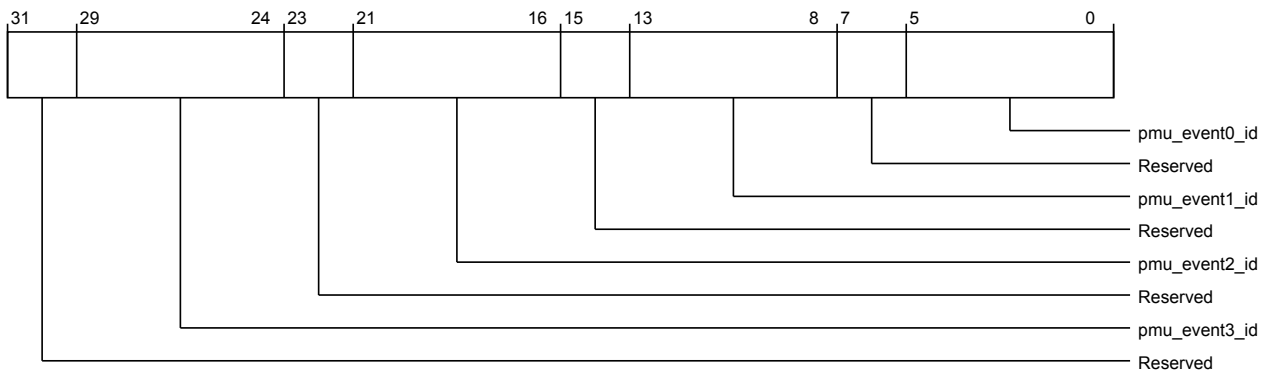 31 29 24 23 21 16 15 13 8 7 5 0
pmu_event0_id
Reserved
pmu_event1_id
Reserved
pmu_event2_id
Reserved
pmu_event3_id
Reserved